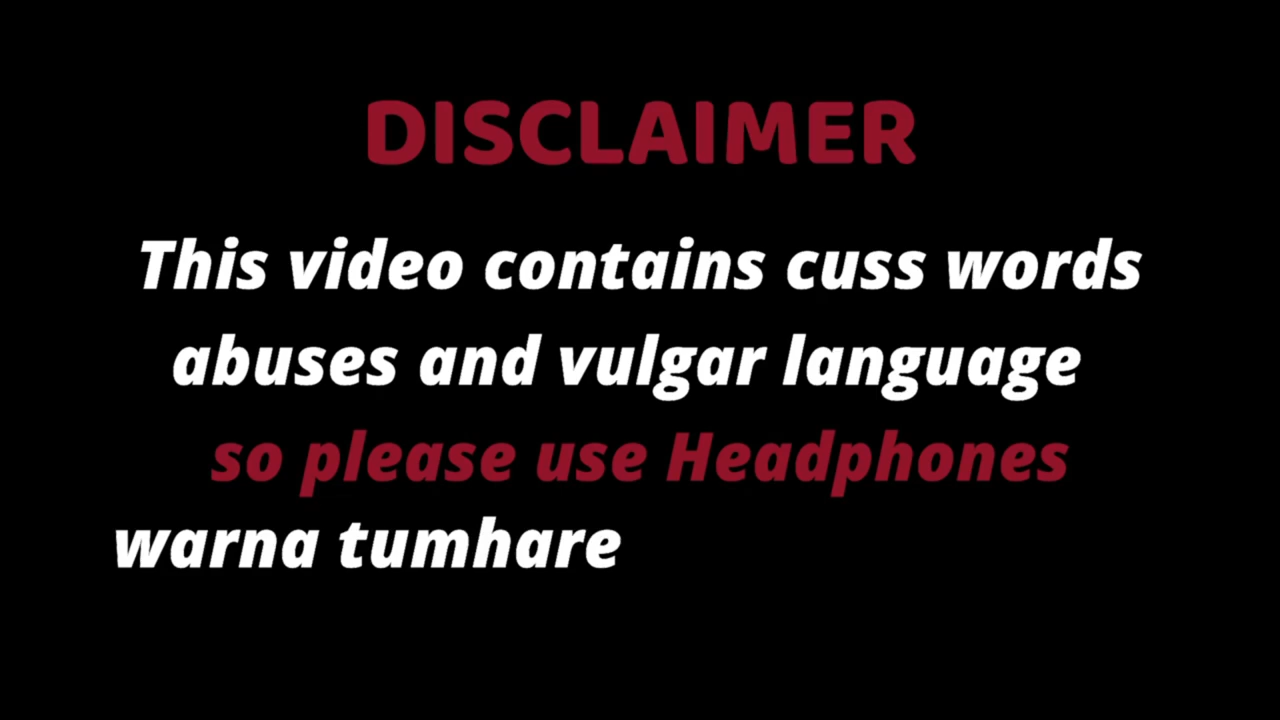 DISCLAIMER
This video contains cuss words
abuses and vulgar language
so please use Headphones
warna tumhare